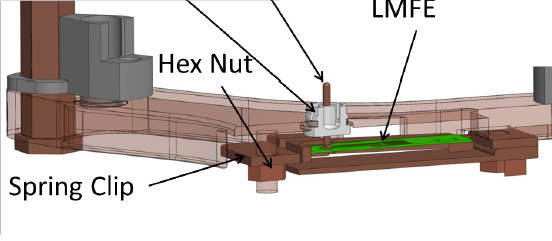 LMFE
Hex Nut
Spring Clip